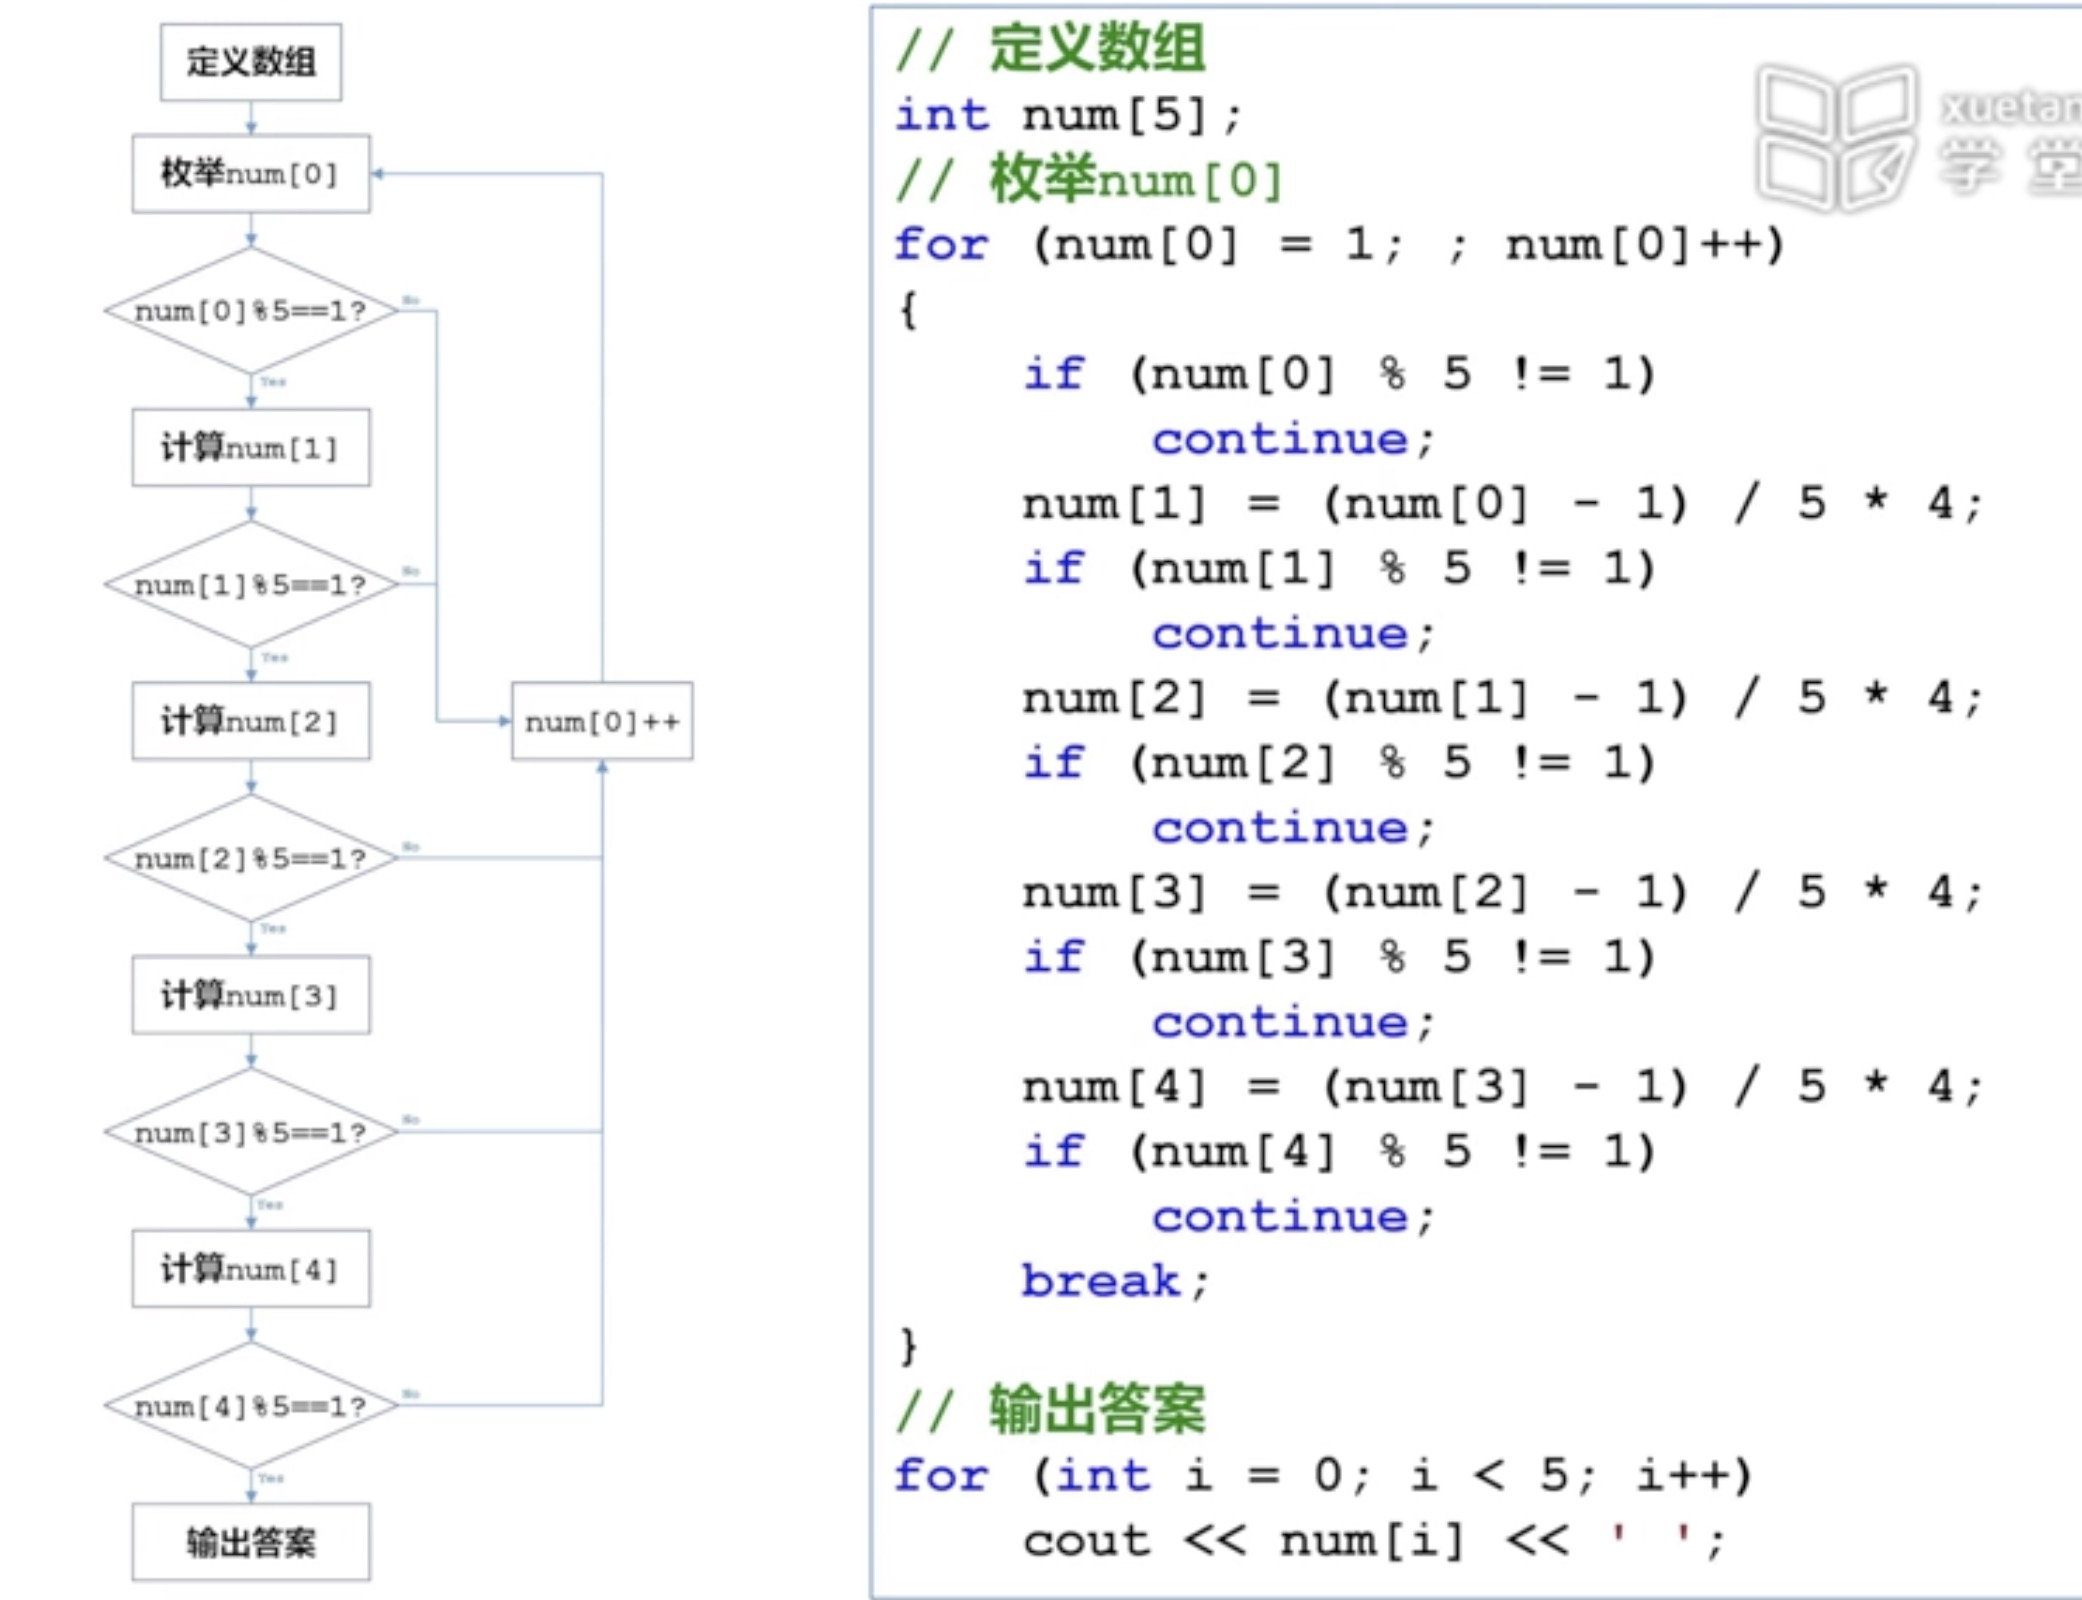 定义数组
枚举num[0]
num[0]%5==1?
No
Yes
计算num[1]
num[1]%5==1?
No
Yes
计算num[2]
num[0]++
num[2]%5==1?
No
Yes
计算num[3]
num[3]%5==1?
No
Yes
计算num[4]
num[4]%5==1?
No
Yes
输出答案
// 定义数组
int num[5];
// 枚举num[0]
for (num[0] = 1; ; num[0]++)
{
if (num[0] % 5 != 1)
continue;
num[1] = (num[0] - 1) / 5 * 4;
if (num[1] % 5 != 1)
continue;
num[2] = (num[1] - 1) / 5 * 4;
if (num[2] % 5 != 1)
continue;
num[3] = (num[2] - 1) / 5 * 4;
if (num[3] % 5 != 1)
continue;
num[4] = (num[3] - 1) / 5 * 4;
if (num[4] % 5 != 1)
continue;
break;
}
// 输出答案
for (int i = 0; i < 5; i++)
cout << num[i] << ' ';
xuetan
学堂